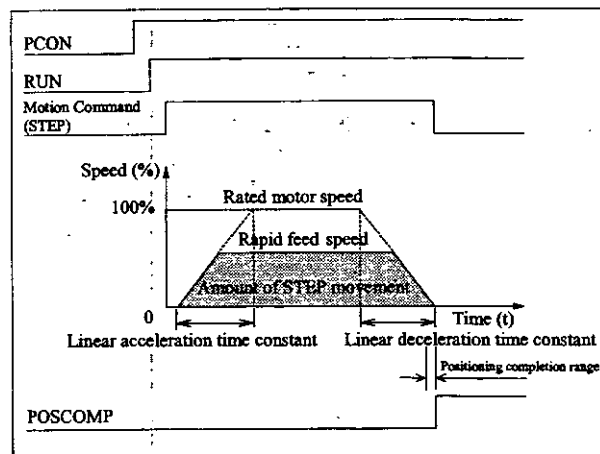 PCON
RUN
Motion Command
(STEP)
Speed (%)
100%
Rated motor speed
Rapid feed speed
Amount of STEP movement
0
Time (t)
Linear acceleration time constant
Linear deceleration time constant
Positioning completion range
POSCOMP